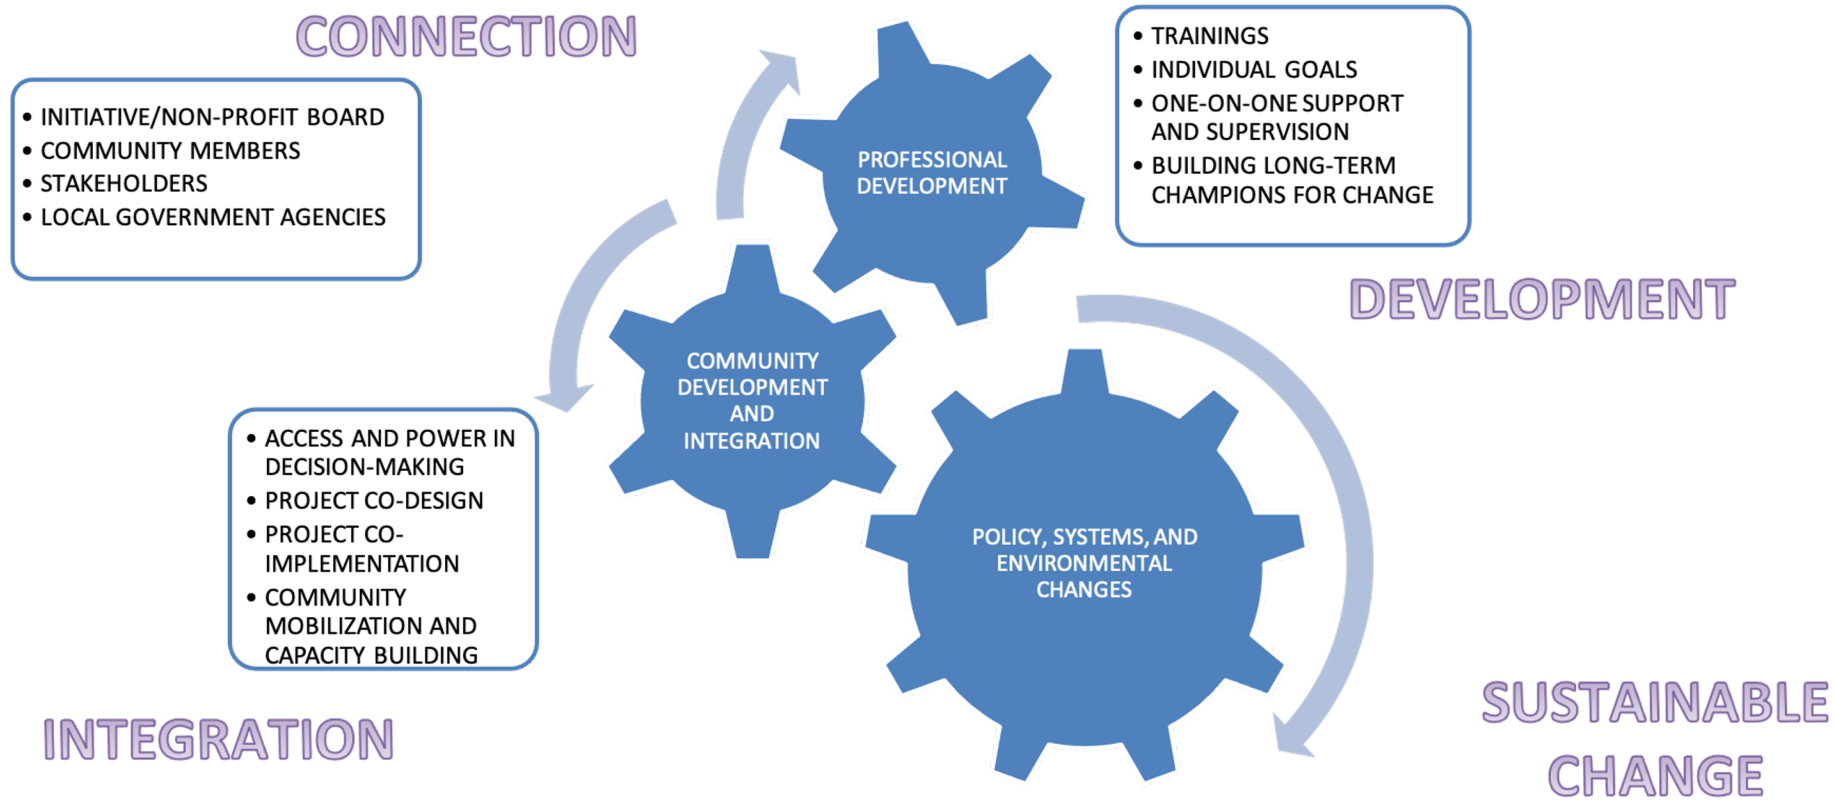 CONNECTION
• INITIATIVE/NON-PROFIT BOARD
• COMMUNITY MEMBERS
• STAKEHOLDERS
• LOCAL GOVERNMENT AGENCIES
PROFESSIONAL
DEVELOPMENT
• TRAININGS
• INDIVIDUAL GOALS
• ONE-ON-ONE SUPPORT
AND SUPERVISION
• BUILDING LONG-TERM
CHAMPIONS FOR CHANGE
DEVELOPMENT
COMMUNITY
DEVELOPMENT
AND
INTEGRATION
• ACCESS AND POWER IN
DECISION-MAKING
• PROJECT CO-DESIGN
• PROJECT CO-
IMPLEMENTATION
• COMMUNITY
MOBILIZATION AND
CAPACITY BUILDING
INTEGRATION
POLICY, SYSTEMS, AND
ENVIRONMENTAL
CHANGES
SUSTAINABLE
CHANGE